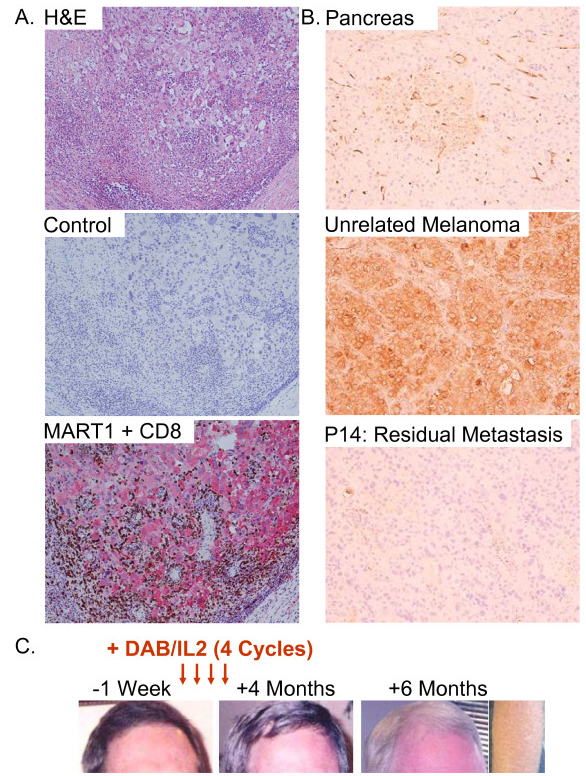 A. H&E
Control
MART1 + CD8
B. Pancreas
Unrelated Melanoma
P14: Residual Metastasis
C.
+ DAB/IL2 (4 Cycles)
-1 Week
+4 Months
+6 Months